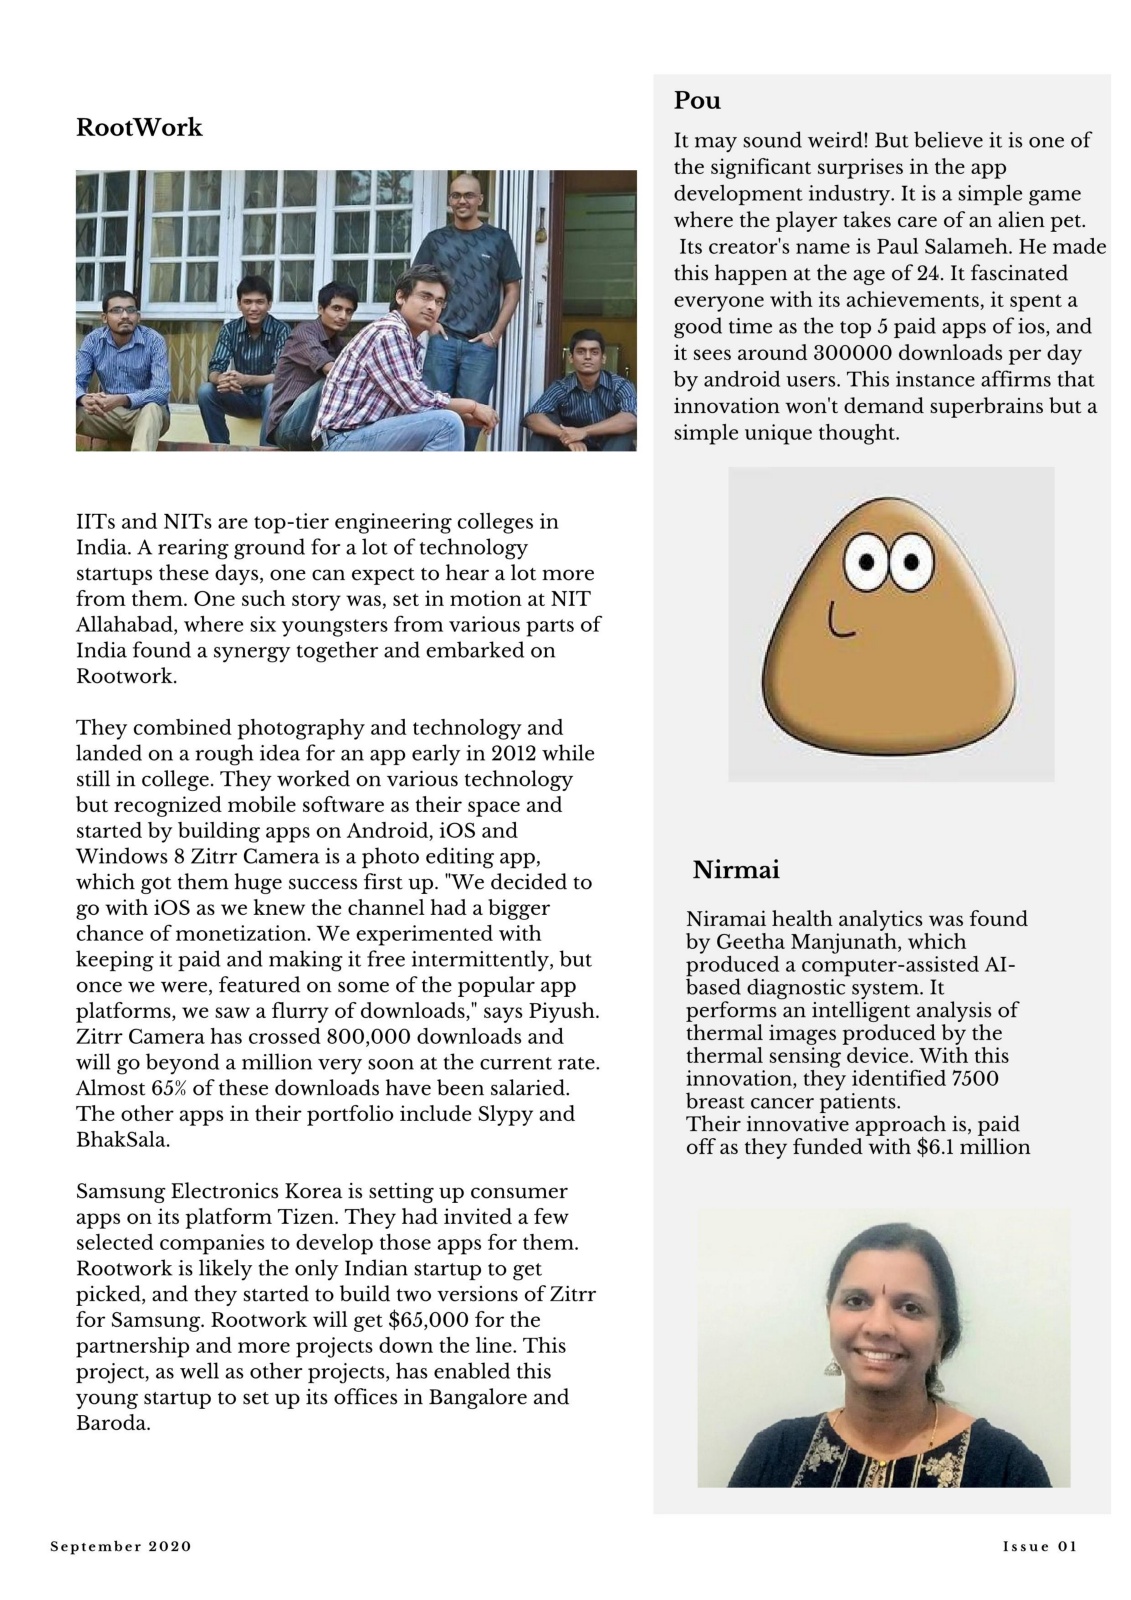 RootWork
IITs and NITs are top-tier engineering colleges in
India. A rearing ground for a lot of technology
startups these days, one can expect to hear a lot more
from them. One such story was, set in motion at NIT
Allahabad, where six youngsters from various parts of
India found a synergy together and embarked on
Rootwork.
They combined photography and technology and
landed on a rough idea for an app early in 2012 while
still in college. They worked on various technology
but recognized mobile software as their space and
started by building apps on Android, iOS and
Windows 8 Zitrr Camera is a photo editing app,
which got them huge success first up. "We decided to
go with iOS as we knew the channel had a bigger
chance of monetization. We experimented with
keeping it paid and making it free intermittently, but
once we were, featured on some of the popular app
platforms, we saw a flurry of downloads," says Piyush.
Zitrr Camera has crossed 800,000 downloads and
will go beyond a million very soon at the current rate.
Almost 65% of these downloads have been salaried.
The other apps in their portfolio include Slypy and
BhakSala.
Samsung Electronics Korea is setting up consumer
apps on its platform Tizen. They had invited a few
selected companies to develop those apps for them.
Rootwork is likely the only Indian startup to get
picked, and they started to build two versions of Zitrr
for Samsung. Rootwork will get $65,000 for the
partnership and more projects down the line. This
project, as well as other projects, has enabled this
young startup to set up its offices in Bangalore and
Baroda.
Pou
It may sound weird! But believe it is one of
the significant surprises in the app
development industry. It is a simple game
where the player takes care of an alien pet.
Its creator's name is Paul Salameh. He made
this happen at the age of 24. It fascinated
everyone with its achievements, it spent a
good time as the top 5 paid apps of ios, and
it sees around 300000 downloads per day
by android users. This instance affirms that
innovation won't demand superbrains but a
simple unique thought.
Nirmai
Niramai health analytics was found
by Geetha Manjunath, which
produced a computer-assisted AI-
based diagnostic system. It
performs an intelligent analysis of
thermal images produced by the
thermal sensing device. With this
innovation, they identified 7500
breast cancer patients.
Their innovative approach is, paid
off as they funded with $6.1 million
September 2020
Issue 01